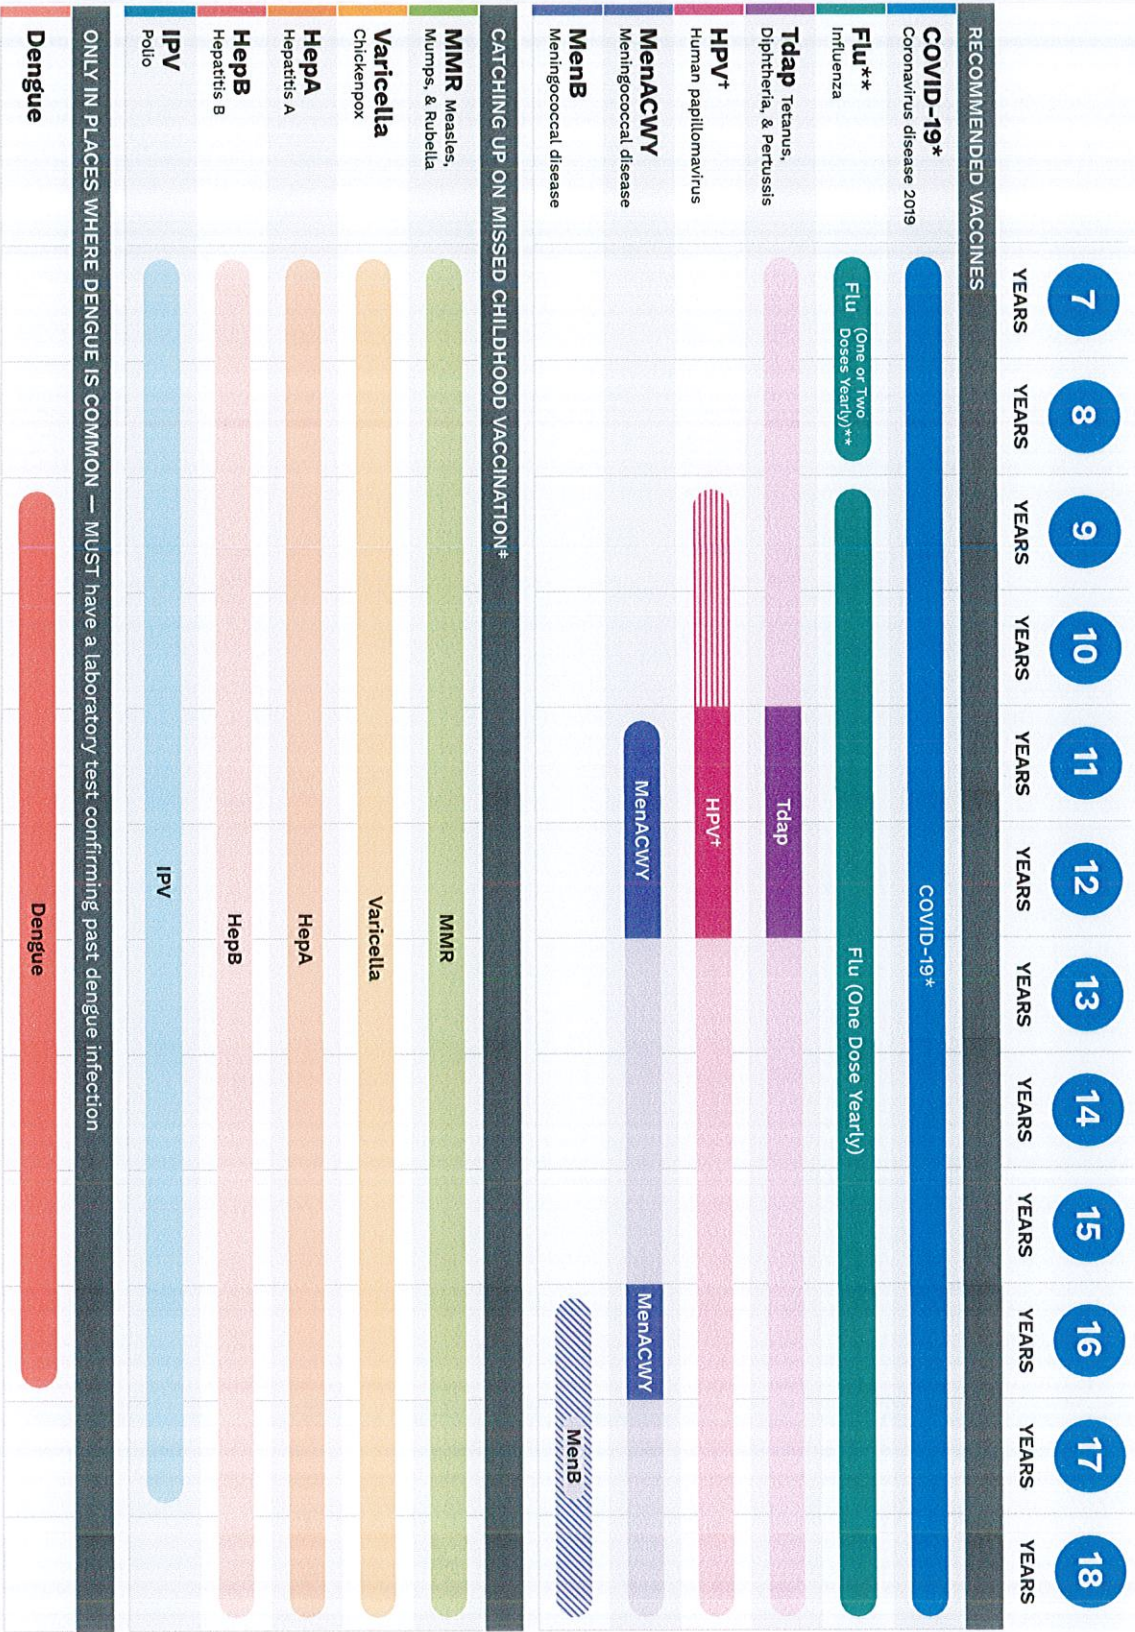 7
YEARS
8
YEARS
9
YEARS
10
YEARS
11
YEARS
12
YEARS
13
YEARS
14
YEARS
15
YEARS
16
YEARS
17
YEARS
18
YEARS
RECOMMENDED VACCINES
COVID-19*
Coronavirus disease 2019
COVID-19*
Flu**
Influenza
Flu (One or Two
Doses Yearly)**
Flu (One Dose Yearly)
Tdap Tetanus,
Diphtheria, & Pertussis
Tdap
HPV†
Human papillomavirus
HPV†
MenACWY
Meningococcal disease
MenACWY
MenACWY
MenB
Meningococcal disease
MenB
CATCHING UP ON MISSED CHILDHOOD VACCINATION‡
MMR Measles,
Mumps, & Rubella
MMR
Varicella
Chickenpox
Varicella
HepA
Hepatitis A
HepA
HepB
Hepatitis B
HepB
IPV
Polio
IPV
ONLY IN PLACES WHERE DENGUE IS COMMON — MUST have a laboratory test confirming past dengue infection
Dengue
Dengue